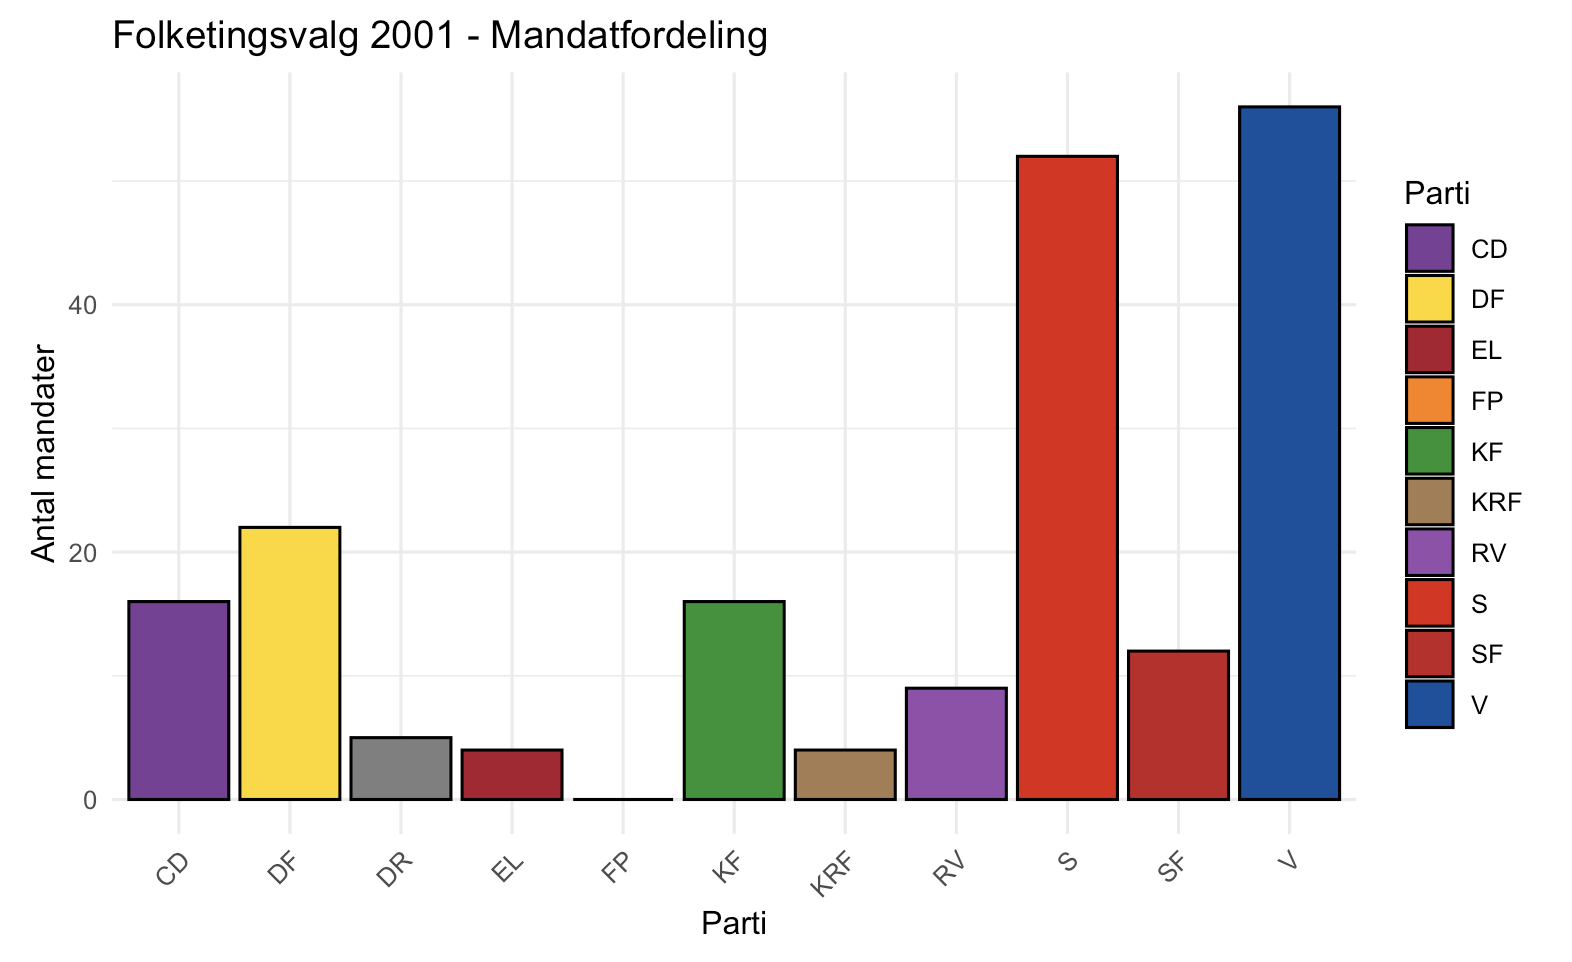 Folketingsvalg 2001 - Mandatfordeling
Antal mandater
40
20
0
CD
DF
DR
EL
FP
KF
KRF
RV
S
SF
V
Parti
Parti
CD
DF
EL
FP
KF
KRF
RV
S
SF
V